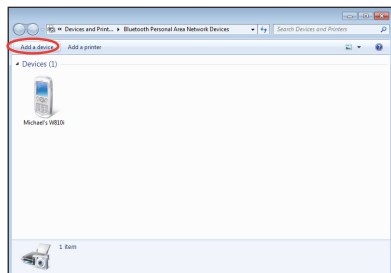 « Devices and Print... ▸ Bluetooth Personal Area Network Devices Search Devices and Printers
Add a device Add a printer
Devices (1)
Michael's W810i
1 item